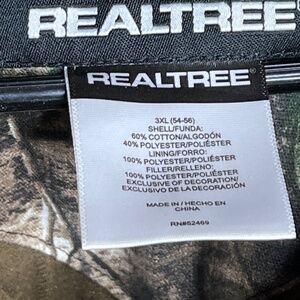 REALTREE
REALTREE
3XL (54-56)
SHELL/FUNDA:
60% COTTON/ALGODÓN
40% POLYESTER/POLIÉSTER
LINING/FORRO:
100% POLYESTER/POLIÉSTER
FILLER/RELLENO:
100% POLYESTER/POLIÉSTER
EXCLUSIVE OF DECORATION/
EXCLUSIVO DE LA DECORACIÓN
MADE IN / HECHO EN
CHINA
RN#52469